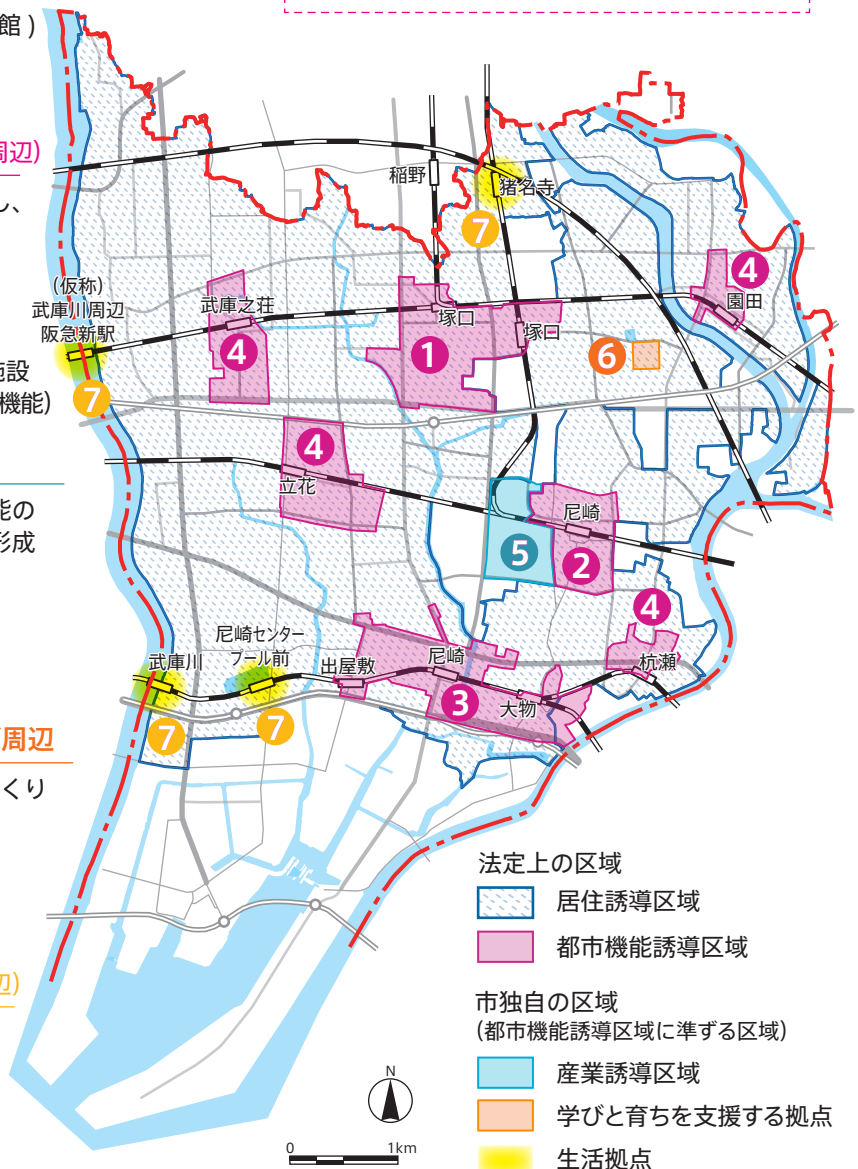 館 )
周辺)
し、
施設
機能)
能の
形成
周辺
くり
辺)
稲野
猪名寺
7
(仮称)
武庫川周辺
阪急新駅
7
武庫之荘
4
塚口
1
塚口
4
園田
6
4
立花
尼崎
5
2
4
杭瀬
武庫川
7
尼崎センター
プール前
7
出屋敷
尼崎
3
大物
法定上の区域
居住誘導区域
都市機能誘導区域
市独自の区域
(都市機能誘導区域に準ずる区域)
産業誘導区域
学びと育ちを支援する拠点
生活拠点
N
0 1km